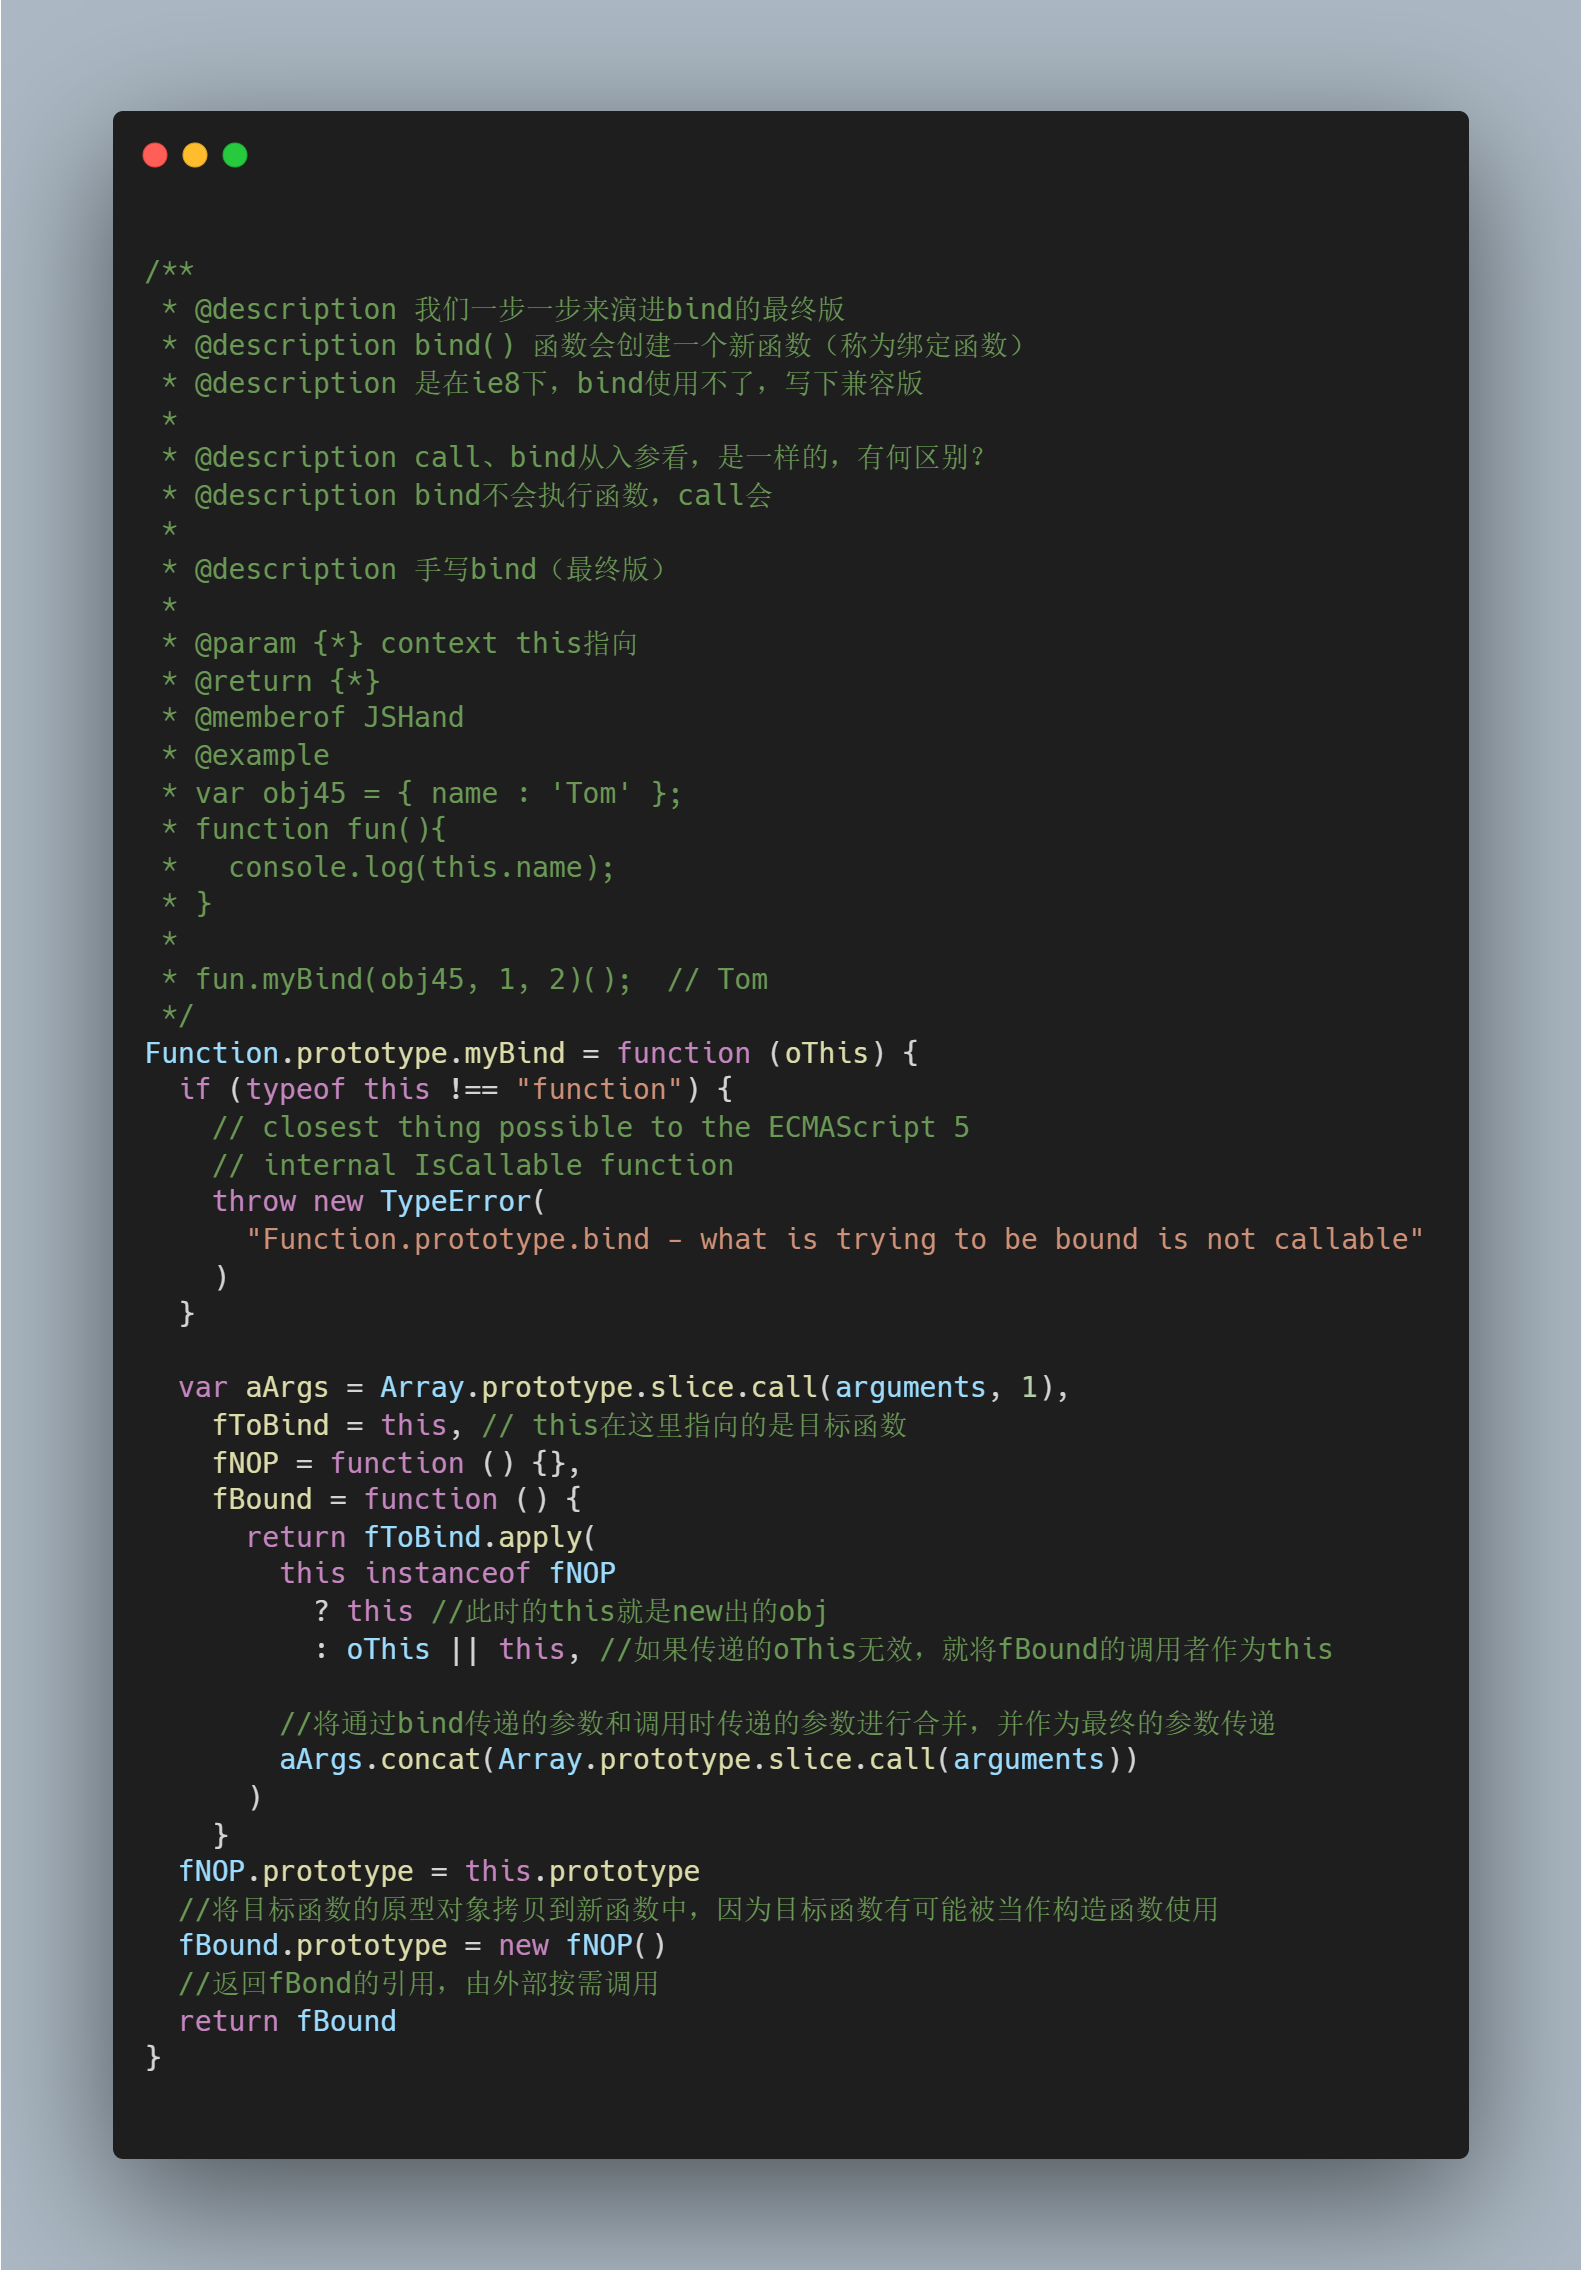 /**
 * @description 我们一步一步来演进bind的最终版
 * @description bind() 函数会创建一个新函数（称为绑定函数）
 * @description 是在ie8下，bind使用不了，写下兼容版
 *
 * @description call、bind从入参看，是一样的，有何区别？
 * @description bind不会执行函数，call会
 *
 * @description 手写bind（最终版）
 *
 * @param {*} context this指向
 * @return {*}
 * @memberof JSHand
 * @example
 * var obj45 = { name : 'Tom' };
 * function fun(){
 *   console.log(this.name);
 * }
 *
 * fun.myBind(obj45, 1, 2)();  // Tom
 */
Function.prototype.myBind = function (oThis) {
  if (typeof this !== "function") {
    // closest thing possible to the ECMAScript 5
    // internal IsCallable function
    throw new TypeError(
      "Function.prototype.bind - what is trying to be bound is not callable"
    )
  }

  var aArgs = Array.prototype.slice.call(arguments, 1),
    fToBind = this, // this在这里指向的是目标函数
    fNOP = function () {},
    fBound = function () {
      return fToBind.apply(
        this instanceof fNOP
          ? this //此时的this就是new出的obj
          : oThis || this, //如果传递的oThis无效，就将fBound的调用者作为this

        //将通过bind传递的参数和调用时传递的参数进行合并，并作为最终的参数传递
        aArgs.concat(Array.prototype.slice.call(arguments))
      )
    }
  fNOP.prototype = this.prototype
  //将目标函数的原型对象拷贝到新函数中，因为目标函数有可能被当作构造函数使用
  fBound.prototype = new fNOP()
  //返回fBond的引用，由外部按需调用
  return fBound
}